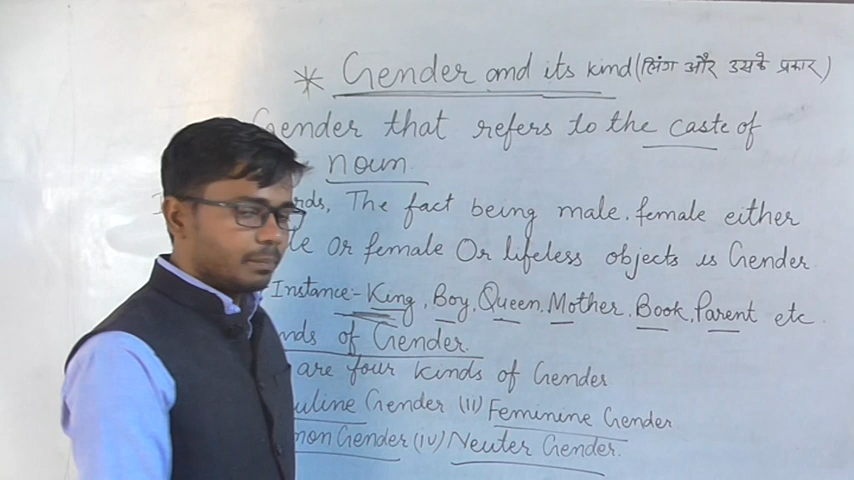 * Gender and its kind (लिंग और उसके प्रकार)
Gender that refers to the caste of
noun.
rds, The fact being male, female either
le or female Or lifeless objects is Gender.
Instance:- King, Boy, Queen, Mother, Book, Parent etc.
nds of Gender.
are four kinds of Gender
uline Gender (II) Feminine Gender
mon Gender (IV) Neuter Gender.